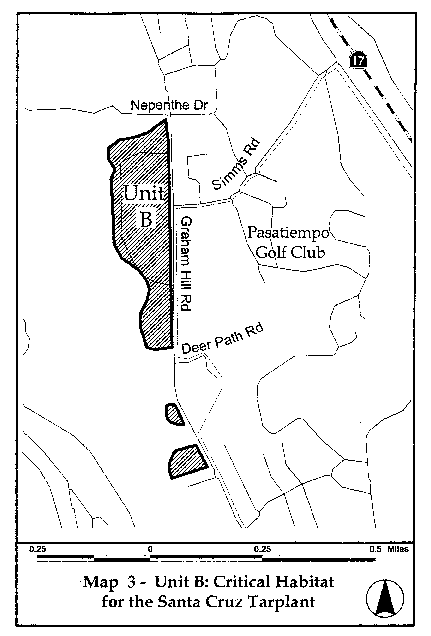 17
Nepenthe Dr
Simms Rd
Unit
B
Graham Hill Rd
Pasatiempo
Golf Club
Deer Path Rd
0.25 0 0.25 0.5 Miles
Map 3 - Unit B: Critical Habitat
for the Santa Cruz Tarplant